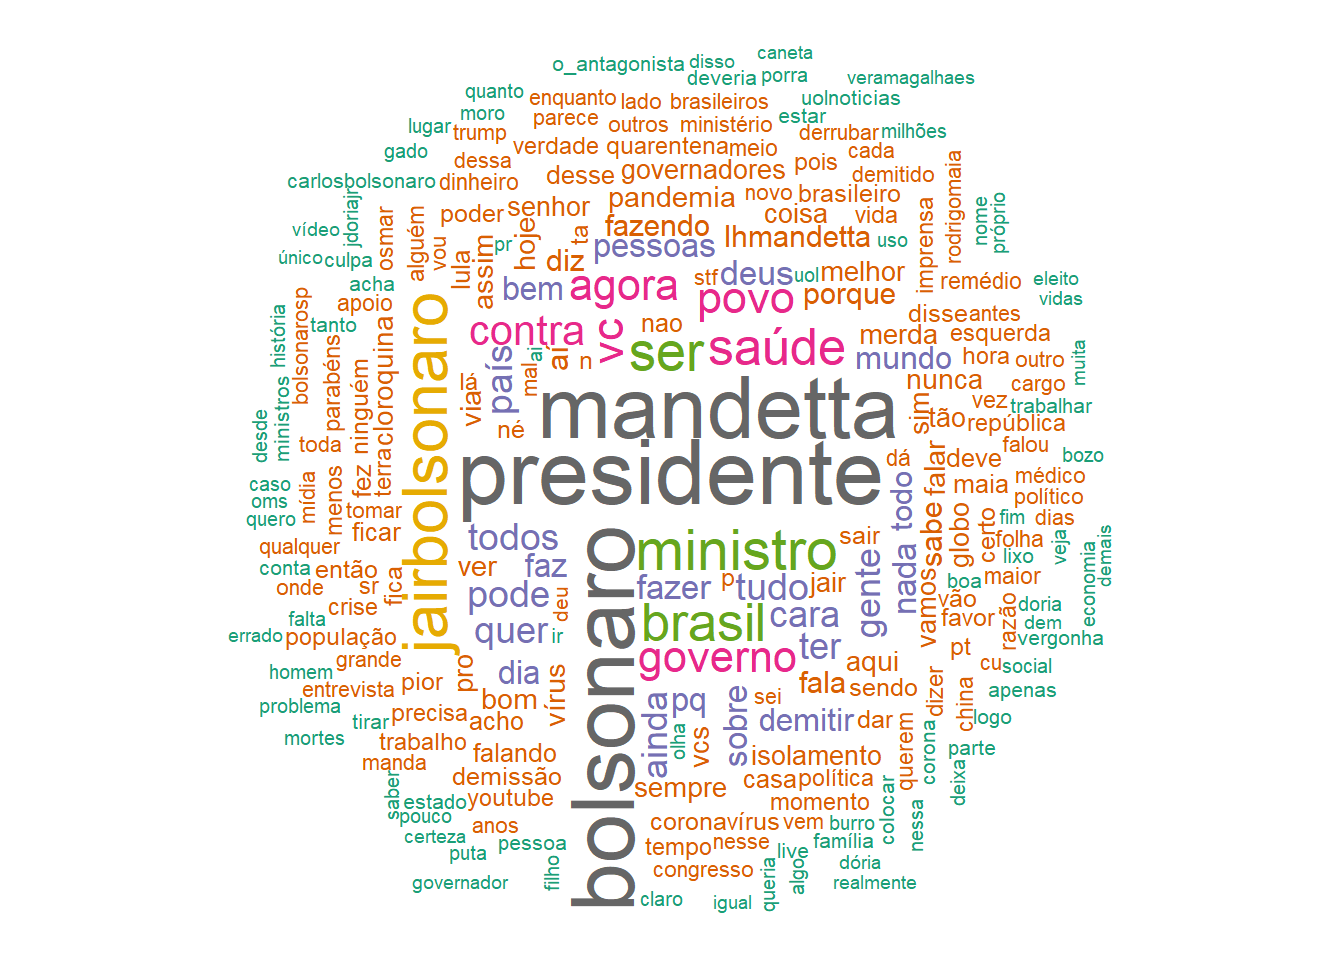 caneta
o_antagonista
disso
deveria
porra
veramagalhaes
quanto
enquanto
lado
brasileiros
uolnoticias
moro
parece
outros
ministério
estar
lugar
trump
verdade
quarentena
meio
derrubar
milhões
gado
dessa
desse
governadores
pois
cada
demitido
carlosbolsonaro
dinheiro
pandemia
novo
brasileiro
jdoriajr
osmar
alguém
vou
poder
senhor
fazendo
coisa
vida
imprensa
rodrigomaia
nome
próprio
vídeo
pr
hoje
ta
pessoas
lhmandetta
uso
único
culpa
lula
assim
diz
acha
bem
agora
stf
deus
uol
melhor
remédio
eleito
vidas
história
bolsonarosp
apoio
povo
porque
tanto
contra
vc
nao
disse
antes
parabéns
cloroquina
aí
ai
ser
saúde
merda
esquerda
país
mal
n
mundo
hora
outro
muita
ministros
desde
ninguém
jairbolsonaro
lá
via
mandetta
nunca
cargo
sim
vez
trabalhar
né
tão
república
toda
terra
presidente
dá
falar
deve
falou
bozo
caso
mídia
menos
fez
maia
médico
oms
quero
tomar
todo
político
ficar
todos
ministro
sair
nada
sabe
globo
certo
fim
dias
qualquer
folha
veja
demais
conta
então
ver
faz
gente
lixo
onde
sr
fica
fazer
p
tudo
jair
vamos
boa
maior
economia
crise
pode
deu
vão
doria
falta
brasil
cara
favor
razão
dem
errado
população
quer
ir
vergonha
governo
ter
pt
grande
pro
aqui
cu
social
homem
entrevista
pior
dia
fala
sendo
dizer
china
apenas
problema
bom
vírus
ainda
pq
sobre
sei
tirar
precisa
acho
demitir
dar
logo
mortes
trabalho
falando
olha
vcs
querem
corona
parte
manda
isolamento
deixa
saber
demissão
sempre
casa
política
estado
youtube
momento
pouco
anos
bolsonaro
coronavírus
vem
burro
colocar
nessa
certeza
pessoa
tempo
nesse
família
puta
live
dória
governador
filho
congresso
queria
algo
realmente
claro
igual